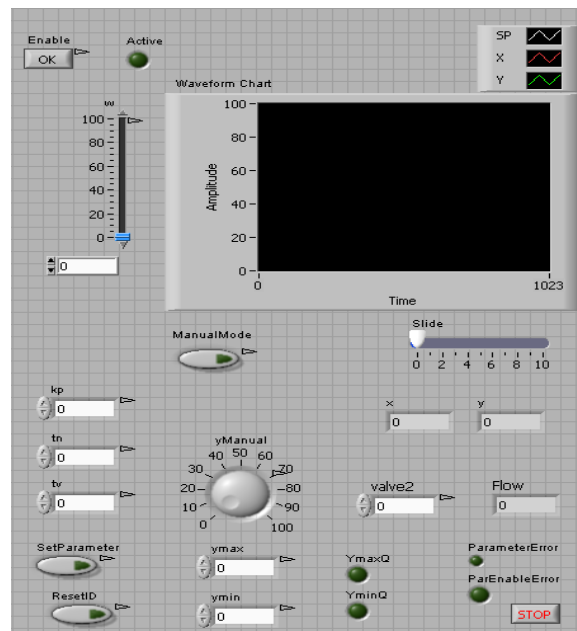 Enable
Active
OK
SP
X
Y
Waveform Chart
w
100
80
60
40
20
0
0
100
80
60
40
20
0
Amplitude
0
1023
Time
ManualMode
Slide
0 2 4 6 8 10
kp
0
tn
0
tv
0
yManual
0 10 20 30 40 50 60 70 80 90 100
x
0
y
0
valve2
0
Flow
0
SetParameter
ResetID
ymax
0
ymin
0
YmaxQ
YminQ
ParameterError
ParEnableError
STOP